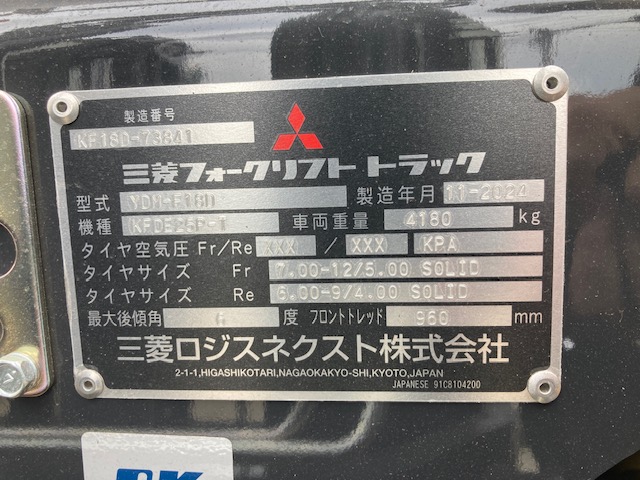 製造番号
KF18D-73841
三菱フォークリフトトラック
型式 YDM-F18D 製造年月 11-2024
機種 車両重量 4180 kg
タイヤ空気圧 Fr/Re XXX / XXX KPA
タイヤサイズ Fr 7.00-12/5.00 SOLID
タイヤサイズ Re 6.00-9/4.00 SOLID
最大後傾角 6 度 フロントトレッド 960 mm
三菱ロジスネクスト株式会社
2-1-1,HIGASHIKOTARI,NAGAOKAKYO-SHI,KYOTO,JAPAN
JAPANESE 91C8104200